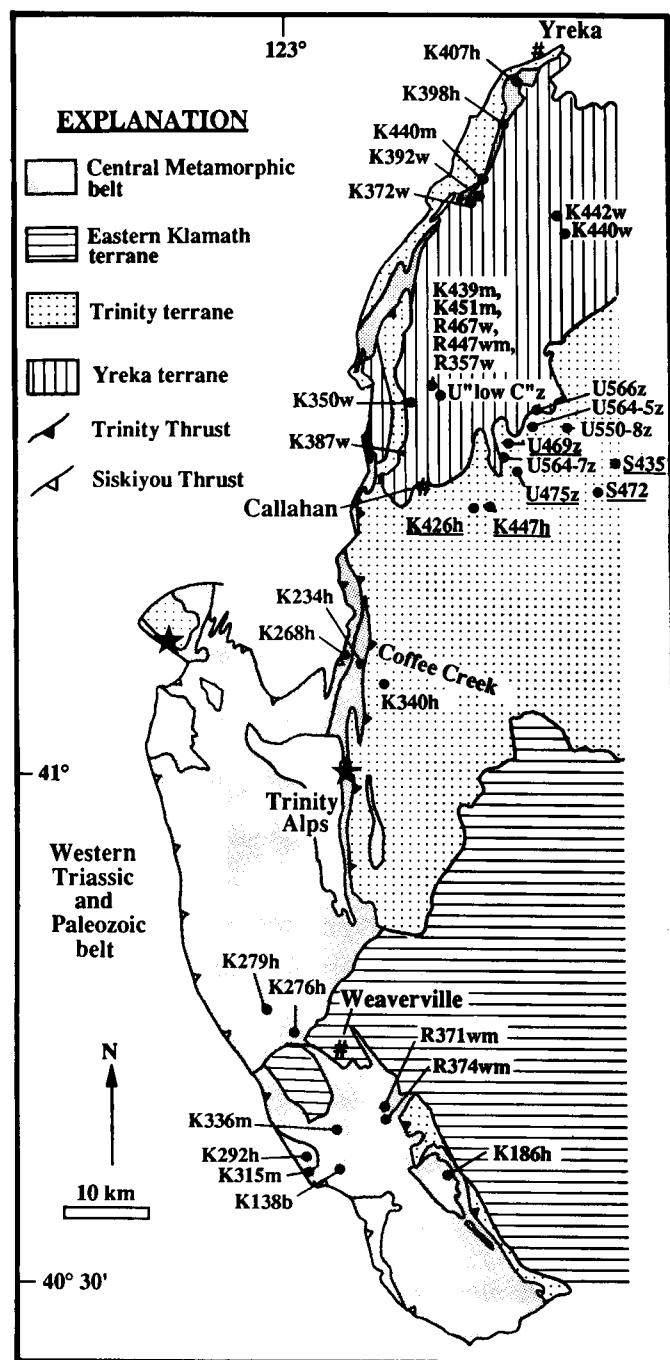 123°
Yreka
#
K407h
K398h
EXPLANATION
K440m
K392w
K372w
Central Metamorphic
belt
Eastern Klamath
terrane
Trinity terrane
Yreka terrane
Trinity Thrust
Siskiyou Thrust
K442w
K440w
K439m,
K451m,
R467w,
R447wm,
R357w
U"low C"z
K350w
K387w
U566z
U564-5z
U550-8z
U469z
U564-7z
U475z
S435
S472
Callahan
#
K426h
K447h
K234h
K268h
Coffee Creek
K340h
41°
Trinity
Alps
Western
Triassic
and
Paleozoic
belt
K279h
K276h
Weaverville
#
N
R371wm
R374wm
K336m
K292h
K315m
K138b
K186h
10 km
40° 30'